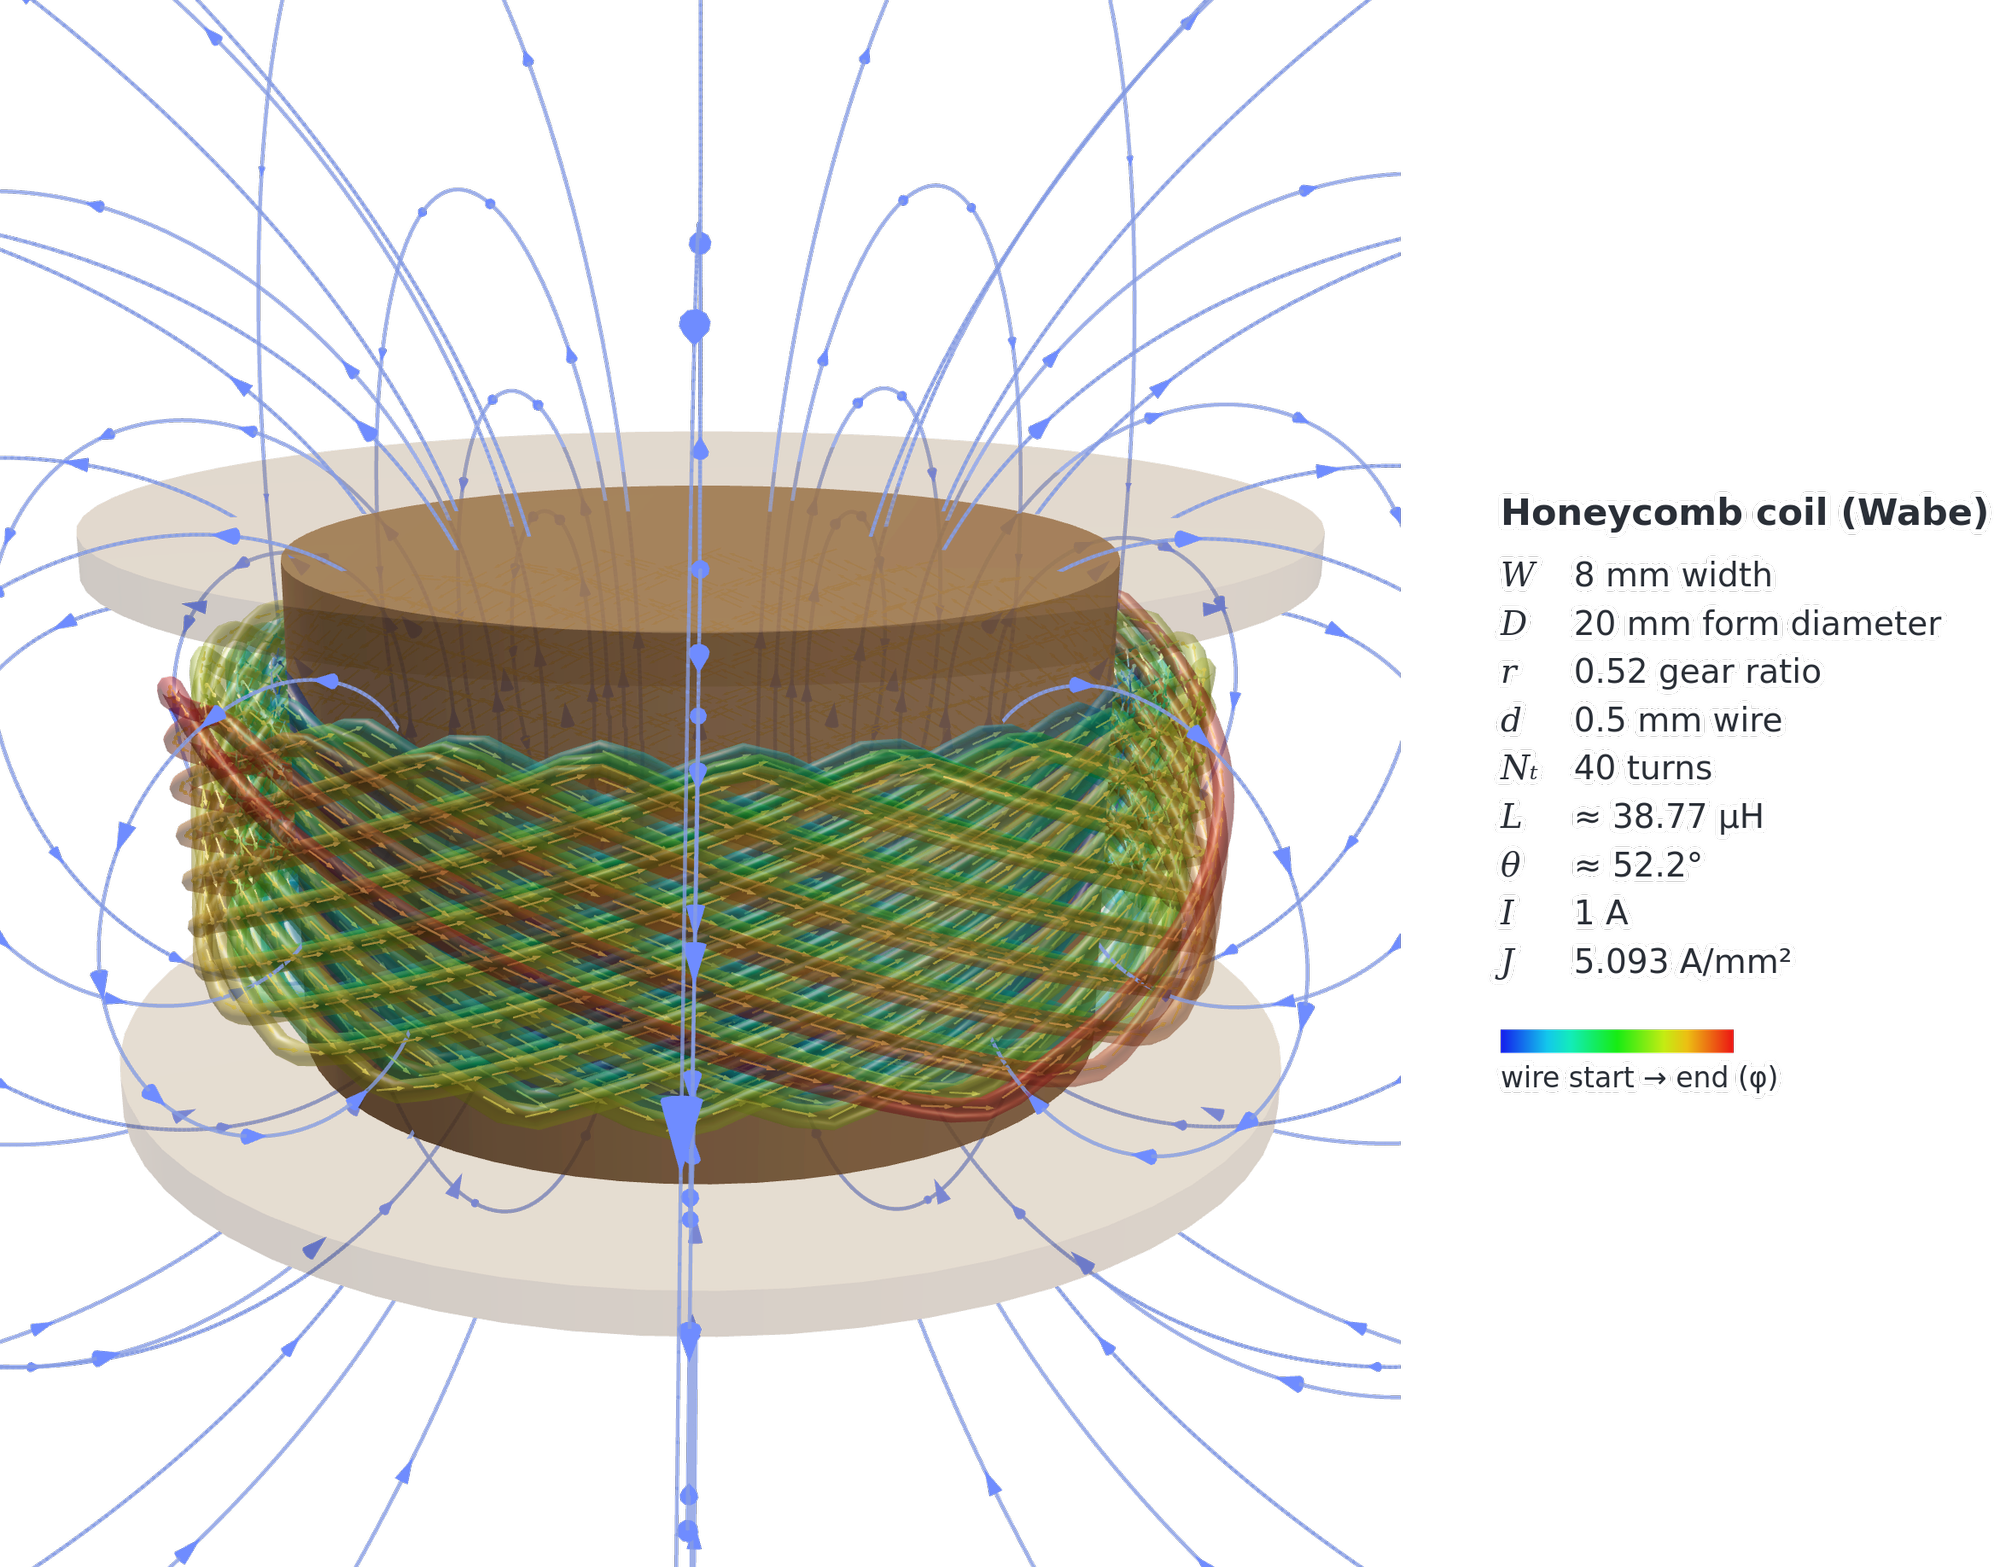 Honeycomb coil (Wabe)
W 8 mm width
D 20 mm form diameter
r 0.52 gear ratio
d 0.5 mm wire
Nₜ 40 turns
L ≈ 38.77 μH
θ ≈ 52.2°
I 1 A
J 5.093 A/mm²
wire start → end (φ)